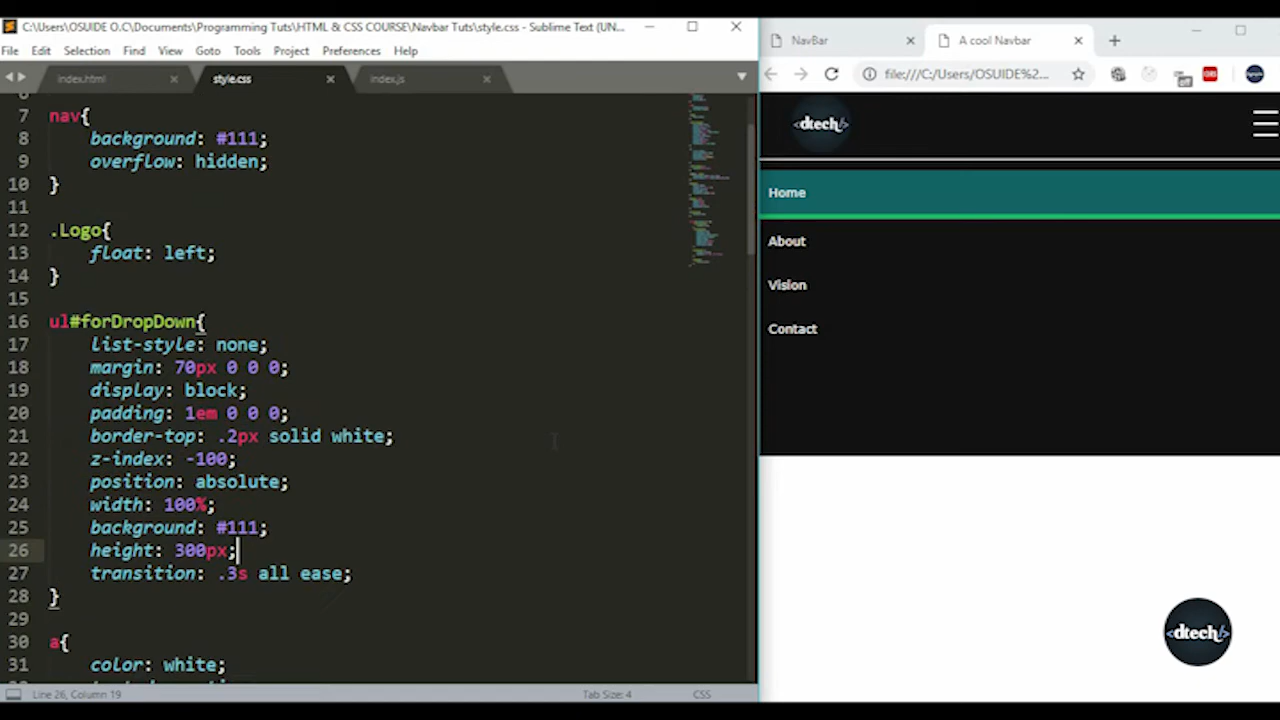 C:\Users\OSUIDE O.C\Documents\Programming Tuts\HTML & CSS COURSE\Navbar Tuts\style.css - Sublime Text (UN...
File Edit Selection Find View Goto Tools Project Preferences Help
index.html style.css index.js
7 nav{
8 background: #111;
9 overflow: hidden;
10 }
11
12 .Logo{
13 float: left;
14 }
15
16 ul#forDropDown{
17 list-style: none;
18 margin: 70px 0 0 0;
19 display: block;
20 padding: 1em 0 0 0;
21 border-top: .2px solid white;
22 z-index: -100;
23 position: absolute;
24 width: 100%;
25 background: #111;
26 height: 300px;
27 transition: .3s all ease;
28 }
29
30 a{
31 color: white;
Line 26, Column 19 Tab Size: 4 CSS
NavBar A cool Navbar
file:///C:/Users/OSUIDE%2...
<dtech/>
Home
About
Vision
Contact
<dtech/>